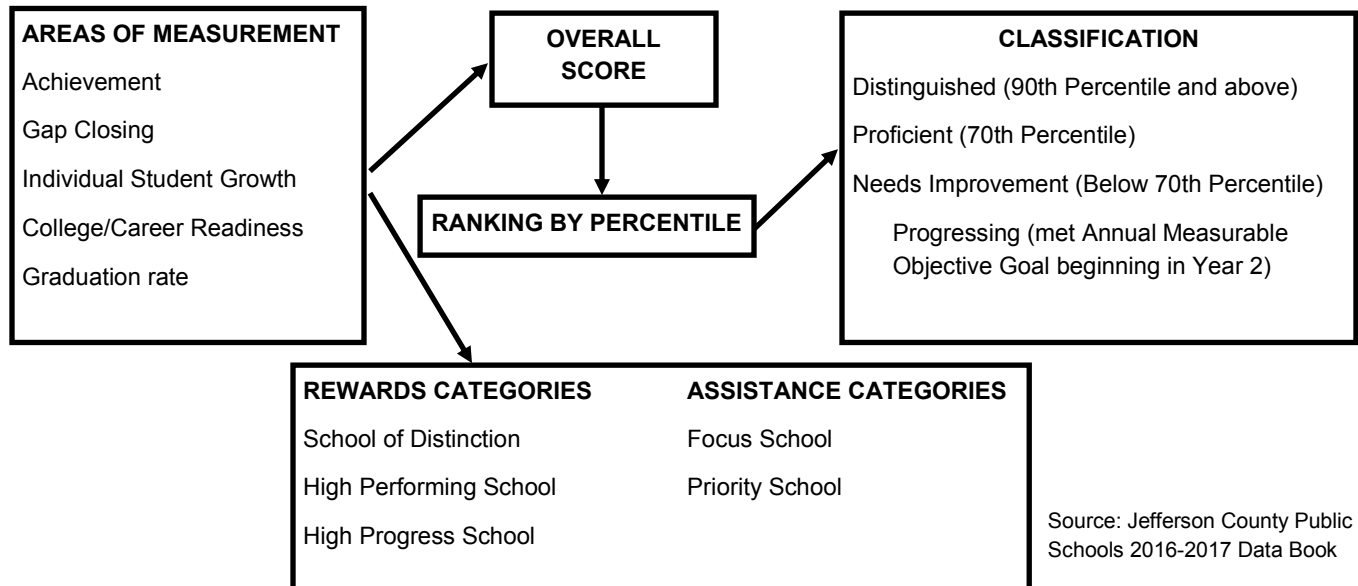 AREAS OF MEASUREMENT
Achievement
Gap Closing
Individual Student Growth
College/Career Readiness
Graduation rate
OVERALL
SCORE
RANKING BY PERCENTILE
CLASSIFICATION
Distinguished (90th Percentile and above)
Proficient (70th Percentile)
Needs Improvement (Below 70th Percentile)
Progressing (met Annual Measurable
Objective Goal beginning in Year 2)
REWARDS CATEGORIES
School of Distinction
High Performing School
High Progress School
ASSISTANCE CATEGORIES
Focus School
Priority School
Source: Jefferson County Public
Schools 2016-2017 Data Book